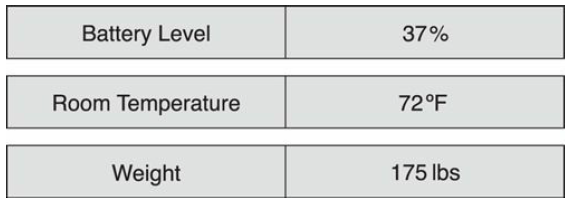 Battery Level 37%
Room Temperature 72°F
Weight 175 lbs